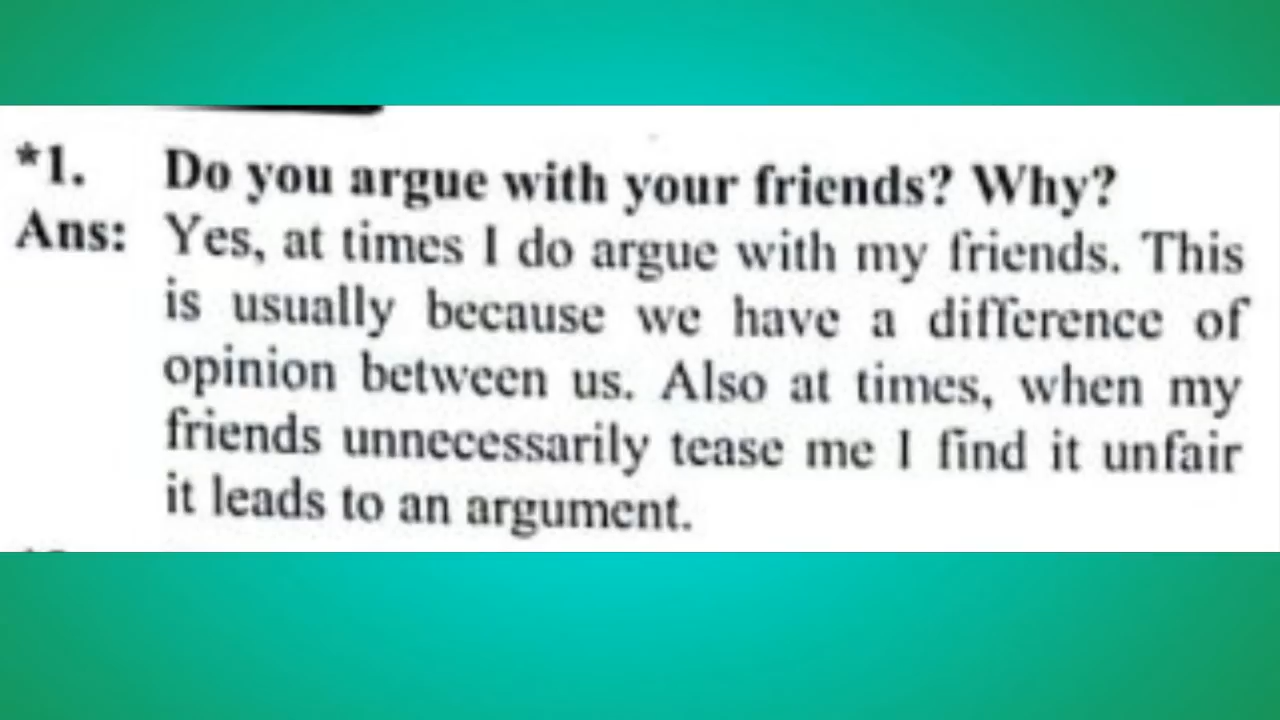 *1. Do you argue with your friends? Why?
Ans: Yes, at times I do argue with my friends. This
is usually because we have a difference of
opinion between us. Also at times, when my
friends unnecessarily tease me I find it unfair
it leads to an argument.